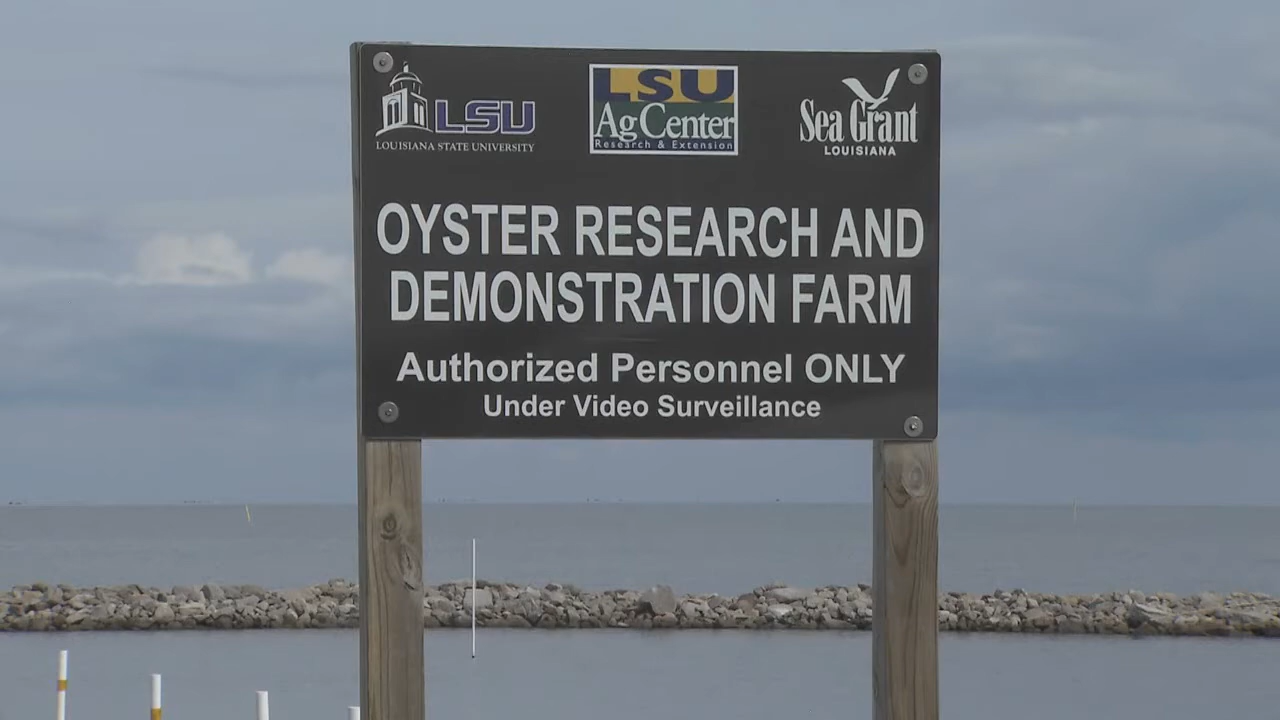 LSU
LOUISIANA STATE UNIVERSITY
LSU
AgCenter
Research & Extension
Sea Grant
LOUISIANA
OYSTER RESEARCH AND
DEMONSTRATION FARM
Authorized Personnel ONLY
Under Video Surveillance